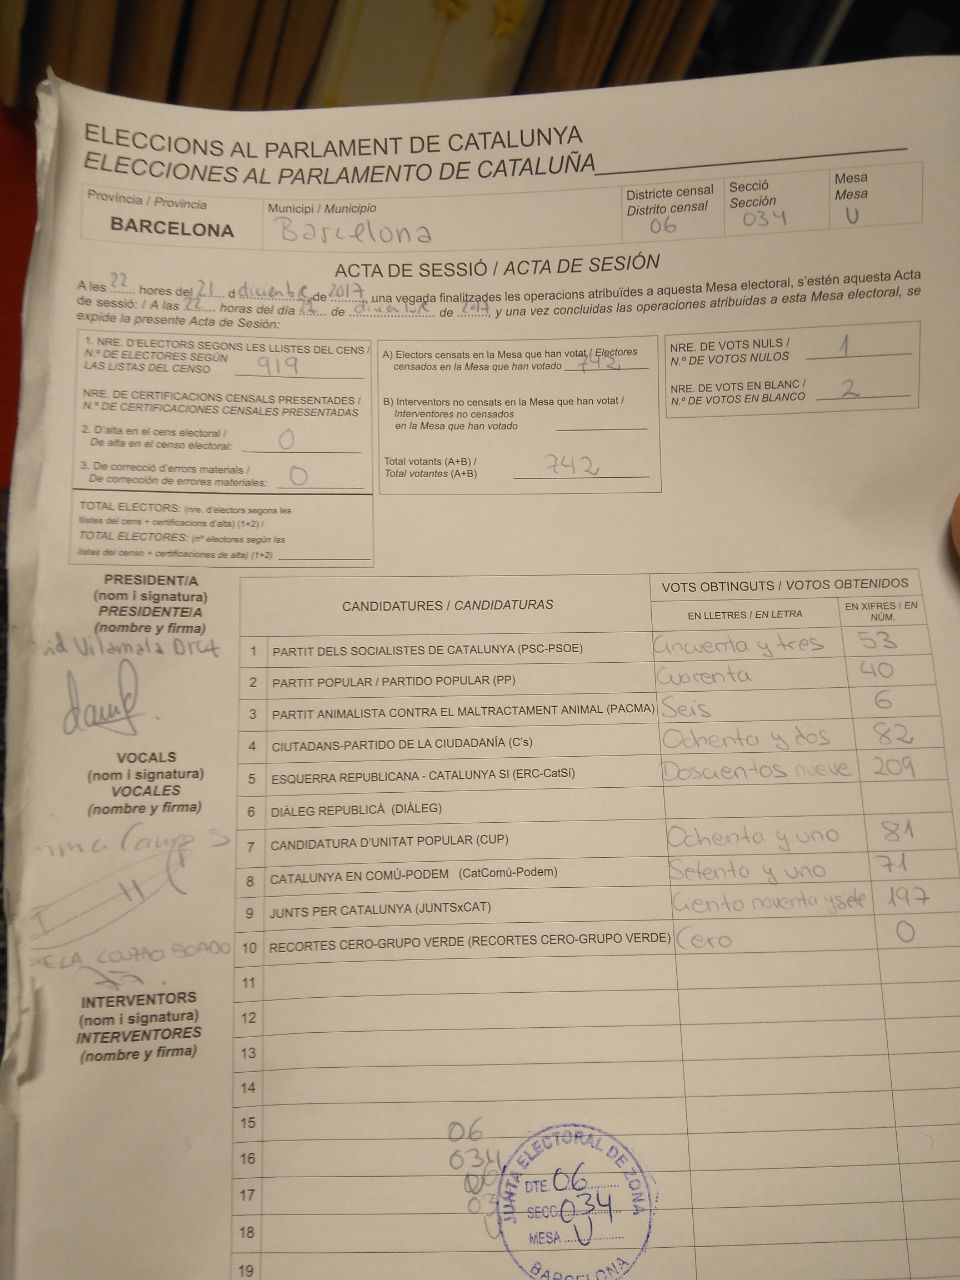 ELECCIONS AL PARLAMENT DE CATALUNYA
ELECCIONES AL PARLAMENTO DE CATALUÑA
Província / Provincia
BARCELONA
Municipi / Municipio
Barcelona
Districte censal
Distrito censal
06
Secció
Sección
034
Mesa
Mesa
U
ACTA DE SESSIÓ / ACTA DE SESIÓN
A les 22 hores del 21 d diciembre de 2017, una vegada finalitzades les operacions atribuïdes a aquesta Mesa electoral, s'estén aquesta Acta
de sessió: / A las 22 horas del día 21 de diciembre de 2017, y una vez concluidas las operaciones atribuidas a esta Mesa electoral, se
expide la presente Acta de Sesión:
1. NRE. D'ELECTORS SEGONS LES LLISTES DEL CENS /
N.º DE ELECTORES SEGÚN
LAS LISTAS DEL CENSO 919
NRE. DE CERTIFICACIONS CENSALS PRESENTADES /
N.º DE CERTIFICACIONES CENSALES PRESENTADAS
2. D'alta en el cens electoral /
De alta en el censo electoral: 0
3. De correcció d'errors materials /
De corrección de errores materiales: 0
TOTAL ELECTORS: (nre. d'electors segons les
llistes del cens + certificacions d'alta) (1+2) /
TOTAL ELECTORES: (nº electores según las
listas del censo + certificaciones de alta) (1+2)
A) Electors censats en la Mesa que han votat / Electores
censados en la Mesa que han votado 742
B) Interventors no censats en la Mesa que han votat /
Interventores no censados
en la Mesa que han votado
Total votants (A+B) /
Total votantes (A+B) 742
NRE. DE VOTS NULS /
N.º DE VOTOS NULOS 1
NRE. DE VOTS EN BLANC /
N.º DE VOTOS EN BLANCO 2
PRESIDENT/A
(nom i signatura)
PRESIDENTE/A
(nombre y firma)
Vilamala
VOCALS
(nom i signatura)
VOCALES
(nombre y firma)
INTERVENTORS
(nom i signatura)
INTERVENTORES
(nombre y firma)
CANDIDATURES / CANDIDATURAS
VOTS OBTINGUTS / VOTOS OBTENIDOS
EN LLETRES / EN LETRA
EN XIFRES / EN NÚM.
1 PARTIT DELS SOCIALISTES DE CATALUNYA (PSC-PSOE) Cincuenta y tres 53
2 PARTIT POPULAR / PARTIDO POPULAR (PP) Cuarenta 40
3 PARTIT ANIMALISTA CONTRA EL MALTRACTAMENT ANIMAL (PACMA) Seis 6
4 CIUTADANS-PARTIDO DE LA CIUDADANÍA (C's) Ochenta y dos 82
5 ESQUERRA REPUBLICANA - CATALUNYA SI (ERC-CatSí) Doscientos nueve 209
6 DIÀLEG REPUBLICÀ (DIÀLEG)
7 CANDIDATURA D'UNITAT POPULAR (CUP) Ochenta y uno 81
8 CATALUNYA EN COMÚ-PODEM (CatComú-Podem) Setenta y uno 71
9 JUNTS PER CATALUNYA (JUNTSxCAT) Ciento noventa y siete 197
10 RECORTES CERO-GRUPO VERDE (RECORTES CERO-GRUPO VERDE) Cero 0
11
12
13
14
15
16
17
18
19
06
034
06
03
U
JUNTA ELECTORAL DE ZONA
DTE. 06
SECC. 034
MESA U
BARCELONA